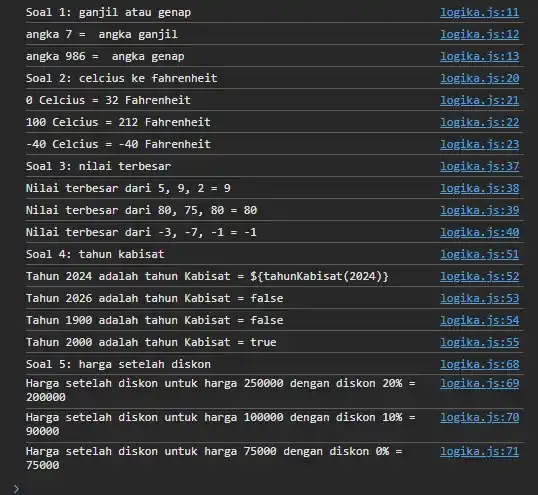 Soal 1: ganjil atau genap logika.js:11
angka 7 =  angka ganjil logika.js:12
angka 986 =  angka genap logika.js:13
Soal 2: celcius ke fahrenheit logika.js:20
0 Celcius = 32 Fahrenheit logika.js:21
100 Celcius = 212 Fahrenheit logika.js:22
-40 Celcius = -40 Fahrenheit logika.js:23
Soal 3: nilai terbesar logika.js:37
Nilai terbesar dari 5, 9, 2 = 9 logika.js:38
Nilai terbesar dari 80, 75, 80 = 80 logika.js:39
Nilai terbesar dari -3, -7, -1 = -1 logika.js:40
Soal 4: tahun kabisat logika.js:51
Tahun 2024 adalah tahun Kabisat = ${tahunKabisat(2024)} logika.js:52
Tahun 2026 adalah tahun Kabisat = false logika.js:53
Tahun 1900 adalah tahun Kabisat = false logika.js:54
Tahun 2000 adalah tahun Kabisat = true logika.js:55
Soal 5: harga setelah diskon logika.js:68
Harga setelah diskon untuk harga 250000 dengan diskon 20% = logika.js:69
200000
Harga setelah diskon untuk harga 100000 dengan diskon 10% = logika.js:70
90000
Harga setelah diskon untuk harga 75000 dengan diskon 0% = logika.js:71
75000